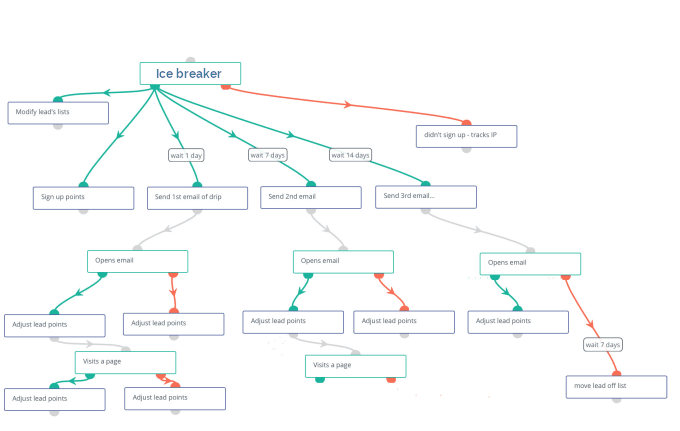 Ice breaker
Modify lead's lists
didn't sign up - tracks IP
wait 1 day
wait 7 days
wait 14 days
Sign up points
Send 1st email of drip
Send 2nd email
Send 3rd email...
Opens email
Opens email
Opens email
Adjust lead points
Adjust lead points
Adjust lead points
Adjust lead points
Adjust lead points
wait 7 days
Visits a page
Visits a page
move lead off list
Adjust lead points
Adjust lead points